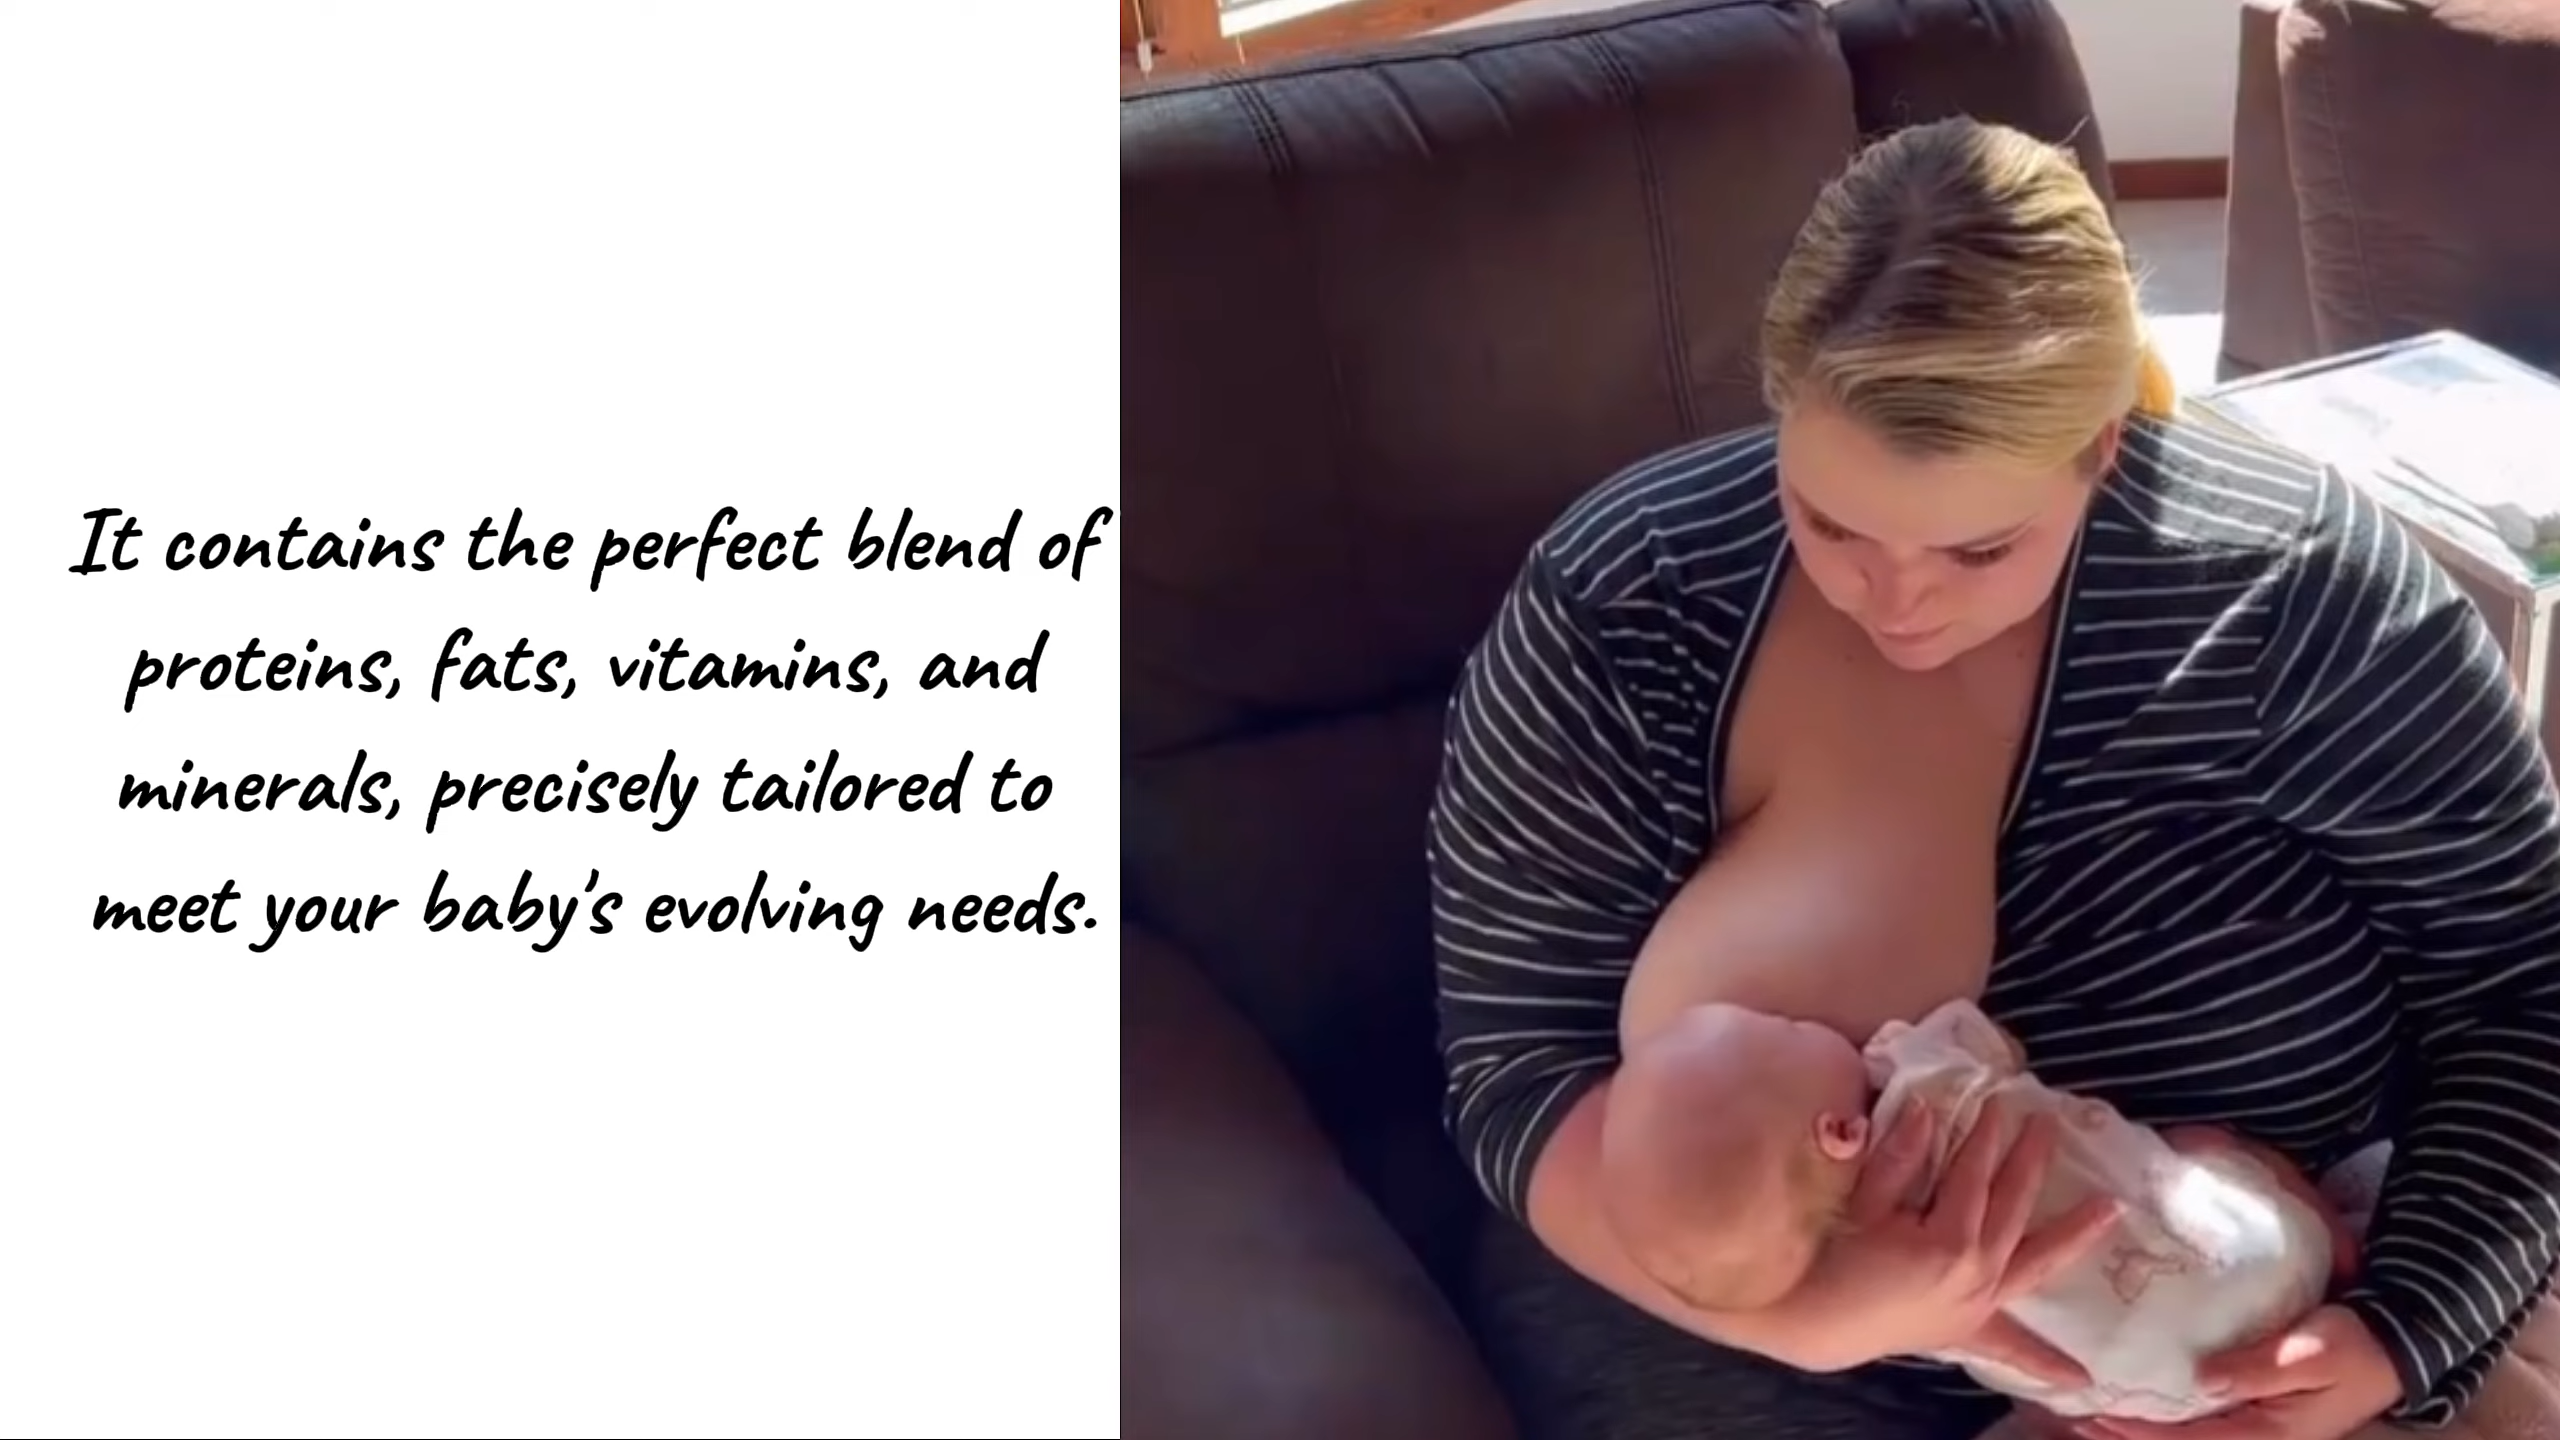 It contains the perfect blend of
proteins, fats, vitamins, and
minerals, precisely tailored to
meet your baby's evolving needs.